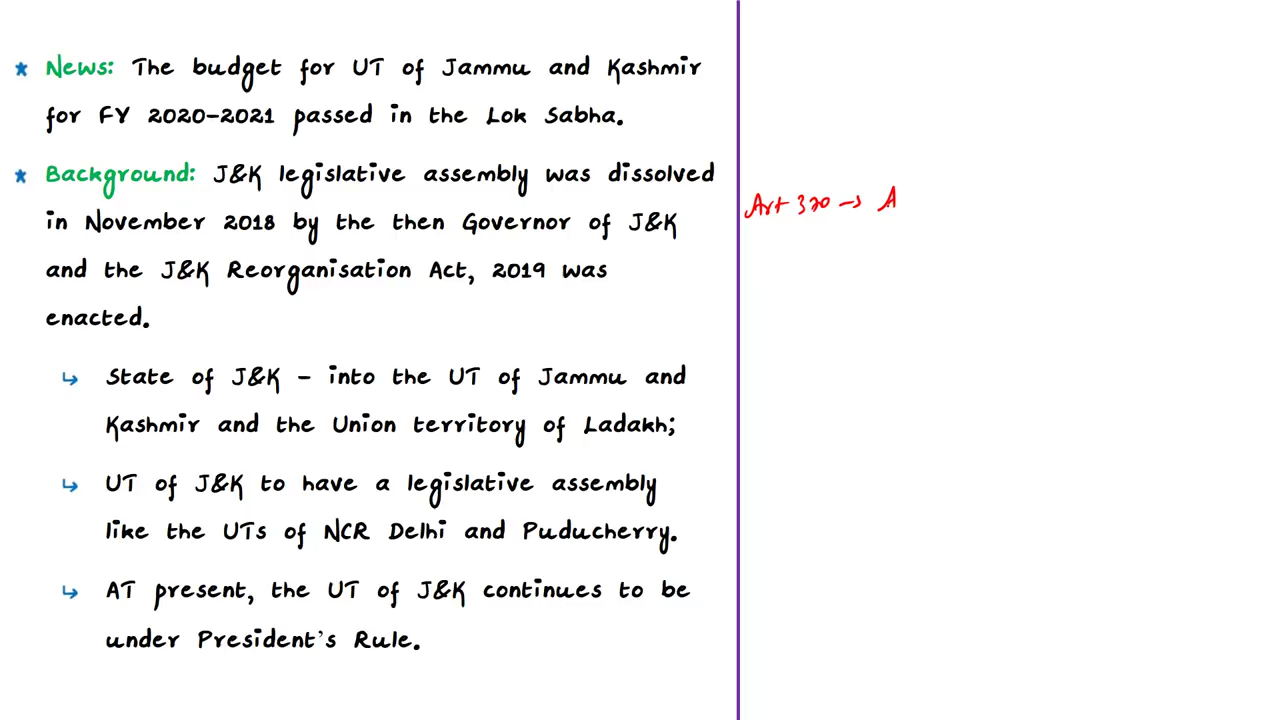 * News: The budget for UT of Jammu and Kashmir
for FY 2020-2021 passed in the Lok Sabha.
* Background: J&K legislative assembly was dissolved
in November 2018 by the then Governor of J&K
and the J&K Reorganisation Act, 2019 was
enacted.
↳ State of J&K - into the UT of Jammu and
Kashmir and the Union territory of Ladakh;
↳ UT of J&K to have a legislative assembly
like the UTs of NCR Delhi and Puducherry.
↳ AT present, the UT of J&K continues to be
under President's Rule.
Art 370 → A